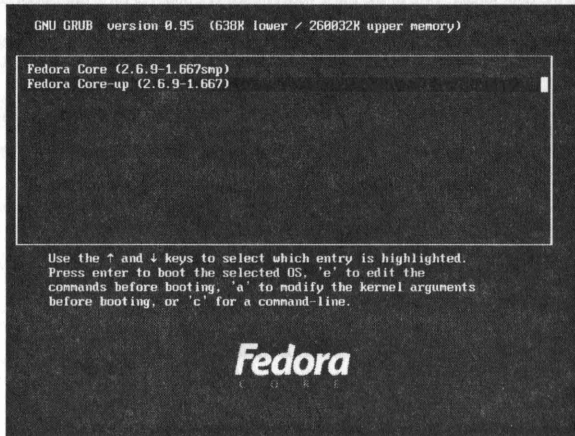 GNU GRUB version 0.95 (638K lower / 260032K upper memory)
Fedora Core (2.6.9-1.667smp)
Fedora Core-up (2.6.9-1.667)
Use the ↑ and ↓ keys to select which entry is highlighted.
Press enter to boot the selected OS, 'e' to edit the
commands before booting, 'a' to modify the kernel arguments
before booting, or 'c' for a command-line.
Fedora
CORE